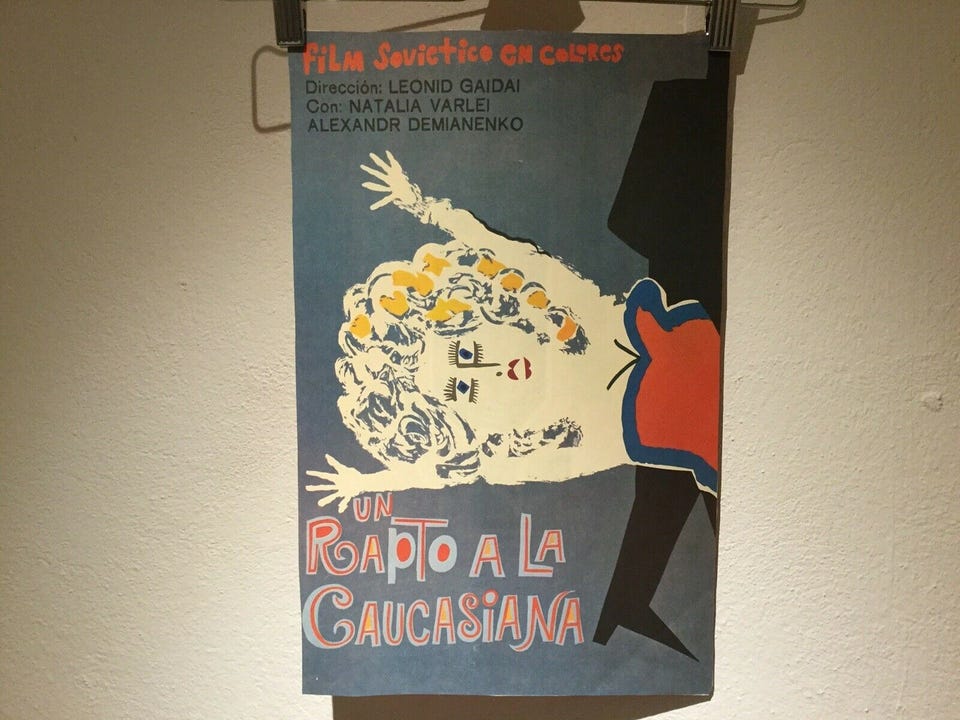 FiLM SovieTico en coLores
Dirección: LEONID GAIDAI
Con: NATALIA VARLEI
ALEXANDR DEMIANENKO
UN
RAPTO A LA
CAUCASiANA